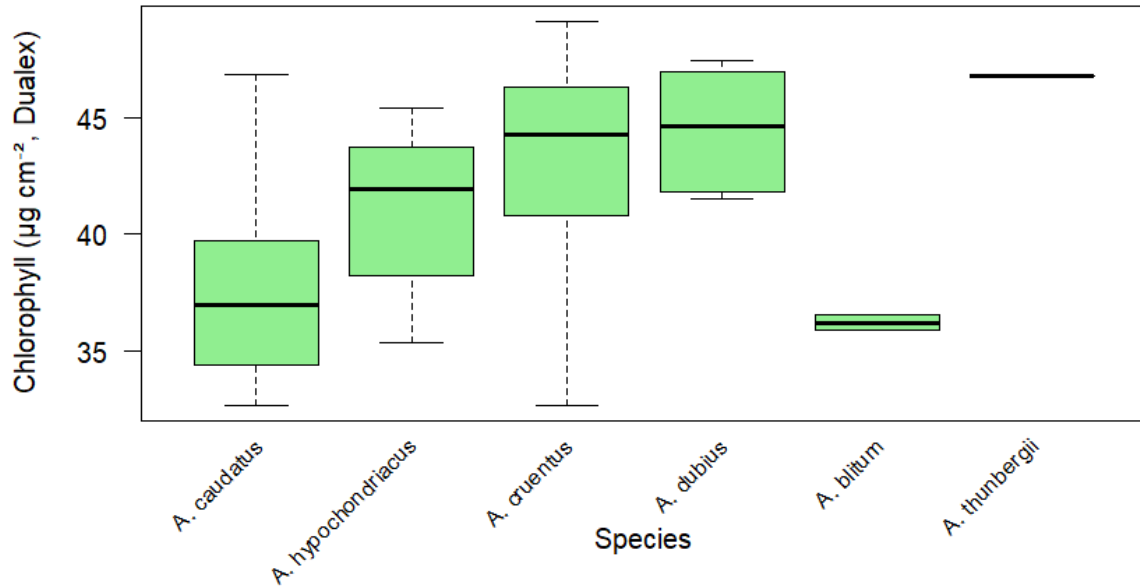 Chlorophyll (µg cm⁻², Dualex)
45
40
35
A. caudatus
A. hypochondriacus
A. cruentus
A. dubius
A. blitum
A. thunbergii
Species